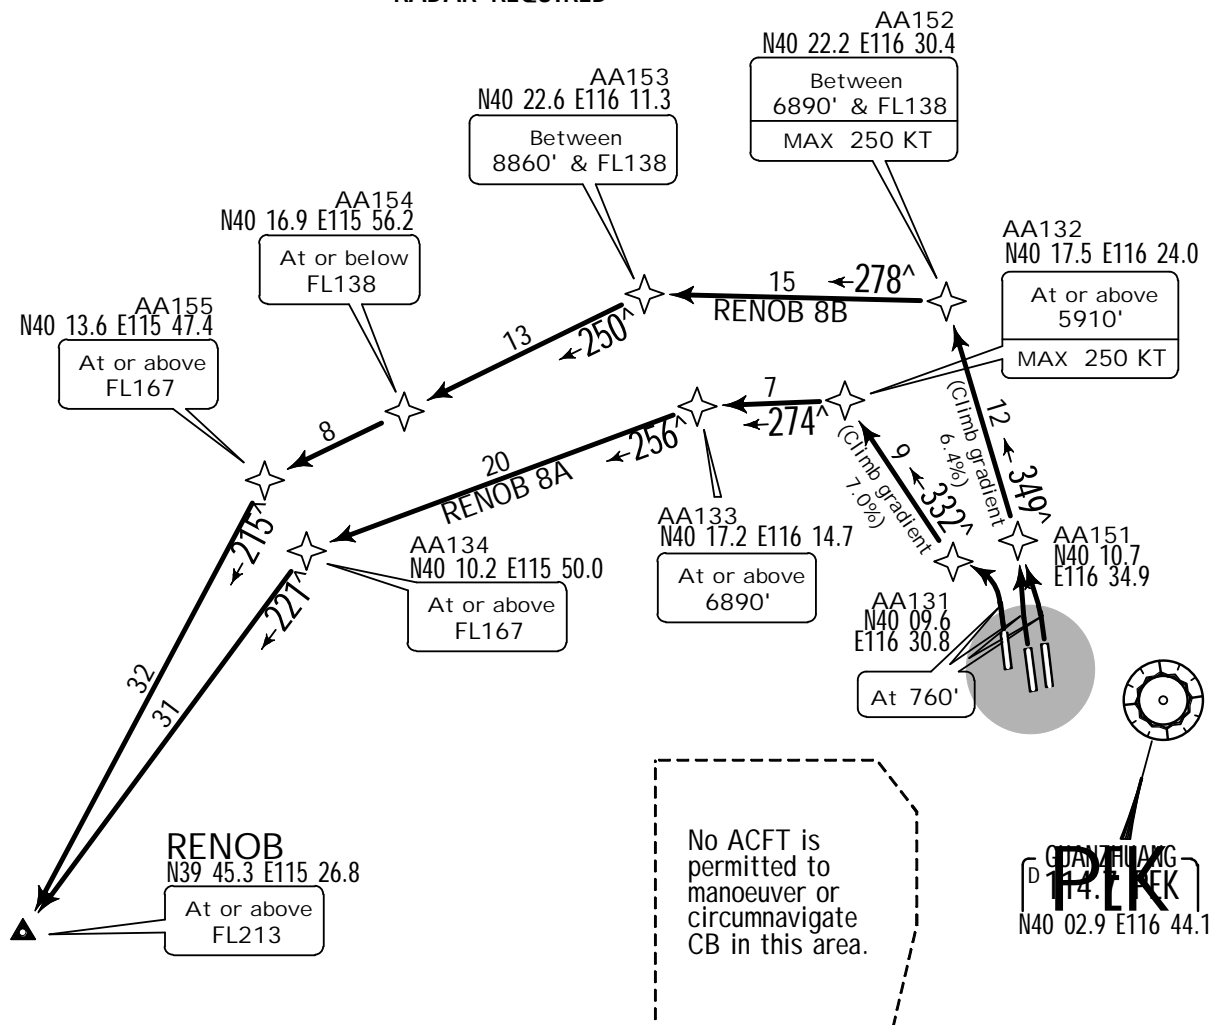 AA152
N40 22.2 E116 30.4
Between
6890' & FL138
MAX 250 KT
AA153
N40 22.6 E116 11.3
Between
8860' & FL138
AA154
N40 16.9 E115 56.2
At or below
FL138
AA155
N40 13.6 E115 47.4
At or above
FL167
AA132
N40 17.5 E116 24.0
At or above
5910'
MAX 250 KT
15
278^
RENOB 8B
13
250^
8
7
274^
12
349^
(Climb gradient
6.4%)
9
332^
(Climb gradient
7.0%)
20
256^
RENOB 8A
AA133
N40 17.2 E116 14.7
At or above
6890'
AA151
N40 10.7
E116 34.9
AA134
N40 10.2 E115 50.0
At or above
FL167
AA131
N40 09.6
E116 30.8
At 760'
215^
221^
32
31
RENOB
N39 45.3 E115 26.8
At or above
FL213
No ACFT is
permitted to
manoeuver or
circumnavigate
CB in this area.
GUANZHUANG
PEK
D 114.7 PEK
N40 02.9 E116 44.1